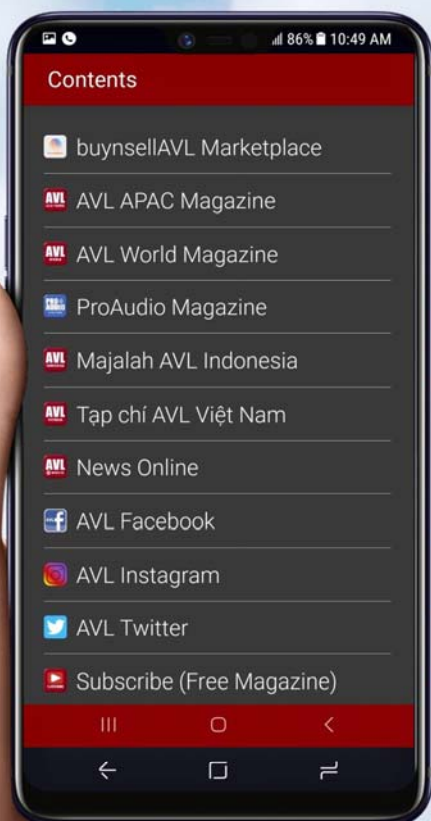 86% 10:49 AM
Contents
buynsellAVL Marketplace
AVL APAC Magazine
AVL World Magazine
ProAudio Magazine
Majalah AVL Indonesia
Tạp chí AVL Việt Nam
News Online
AVL Facebook
AVL Instagram
AVL Twitter
Subscribe (Free Magazine)